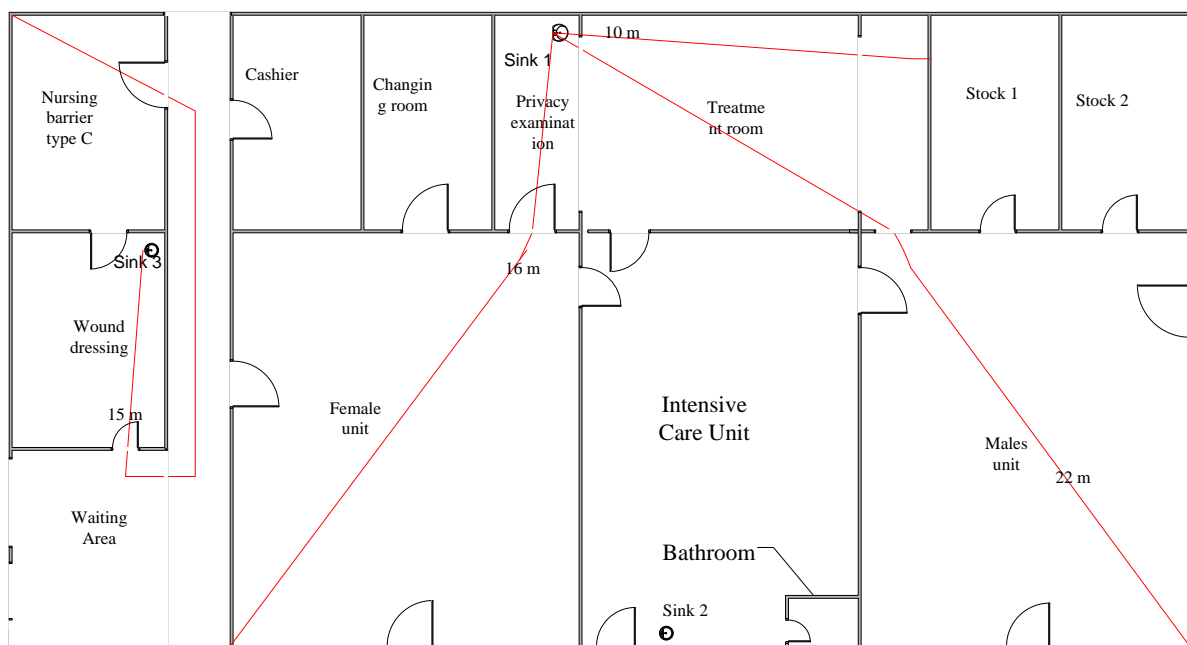 10 m
Sink 1
Cashier
Changin
g room
Nursing
barrier
type C
Privacy
examinat
ion
Treatme
nt room
Stock 1
Stock 2
Sink 3
16 m
Wound
dressing
15 m
Female
unit
Intensive
Care Unit
Males
unit
22 m
Waiting
Area
Bathroom
Sink 2